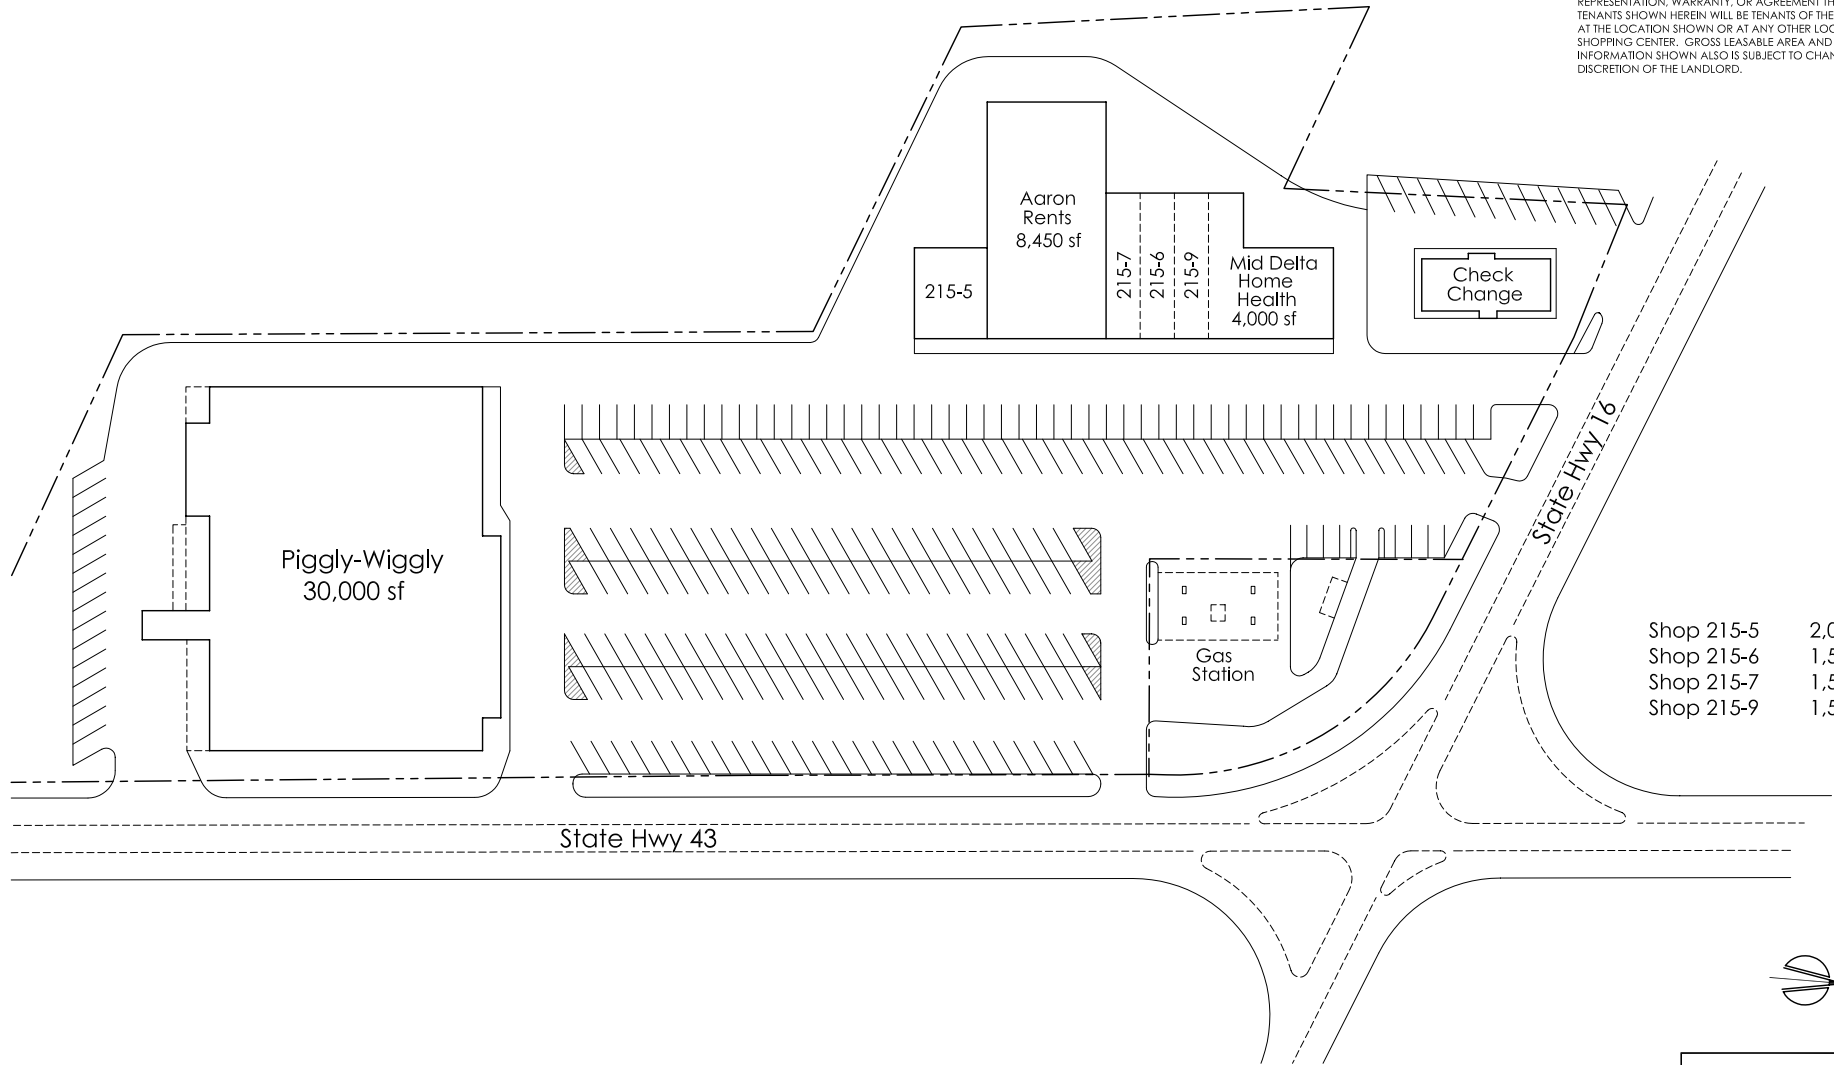 REPRESENTATION, WARRANTY, OR AGREEMENT
TENANTS SHOWN HEREIN WILL BE TENANTS OF THE
AT THE LOCATION SHOWN OR AT ANY OTHER
SHOPPING CENTER. GROSS LEASABLE AREA AND
INFORMATION SHOWN ALSO IS SUBJECT TO
DISCRETION OF THE LANDLORD.
Aaron
Rents
8,450 sf
215-5
215-7
215-6
215-9
Mid Delta
Home
Health
4,000 sf
Check
Change
State Hwy 16
Piggly-Wiggly
30,000 sf
Gas
Station
Shop 215-5
Shop 215-6
Shop 215-7
Shop 215-9
State Hwy 43